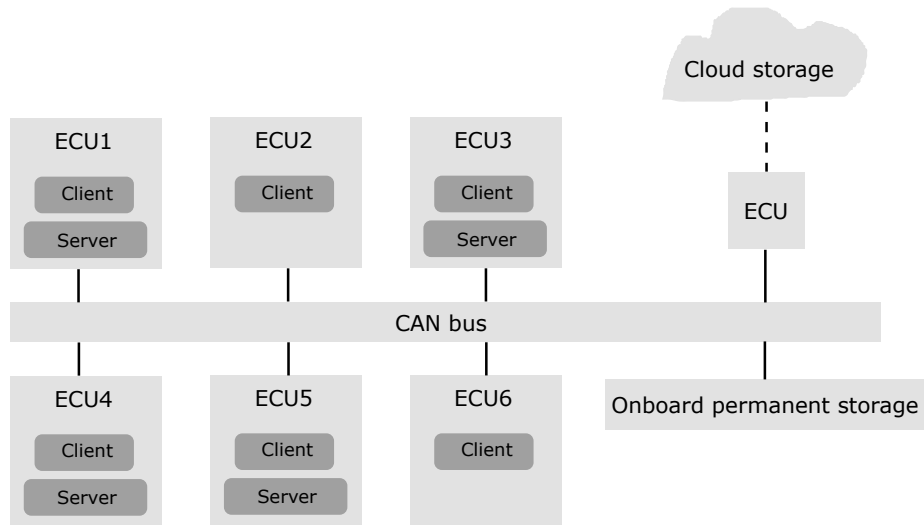 Cloud storage
ECU1
Client
Server
ECU2
Client
ECU3
Client
Server
ECU
CAN bus
ECU4
Client
Server
ECU5
Client
Server
ECU6
Client
Onboard permanent storage